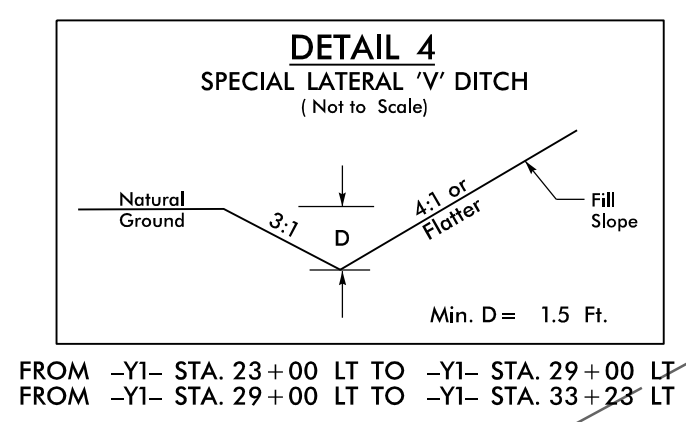 DETAIL 4
SPECIAL LATERAL 'V' DITCH
(Not to Scale)
Natural
Ground
3:1
D
4:1 or
Flatter
Fill
Slope
Min. D = 1.5 Ft.
FROM -Y1- STA. 23+00 LT TO -Y1- STA. 29+00 LT
FROM -Y1- STA. 29+00 LT TO -Y1- STA. 33+23 LT